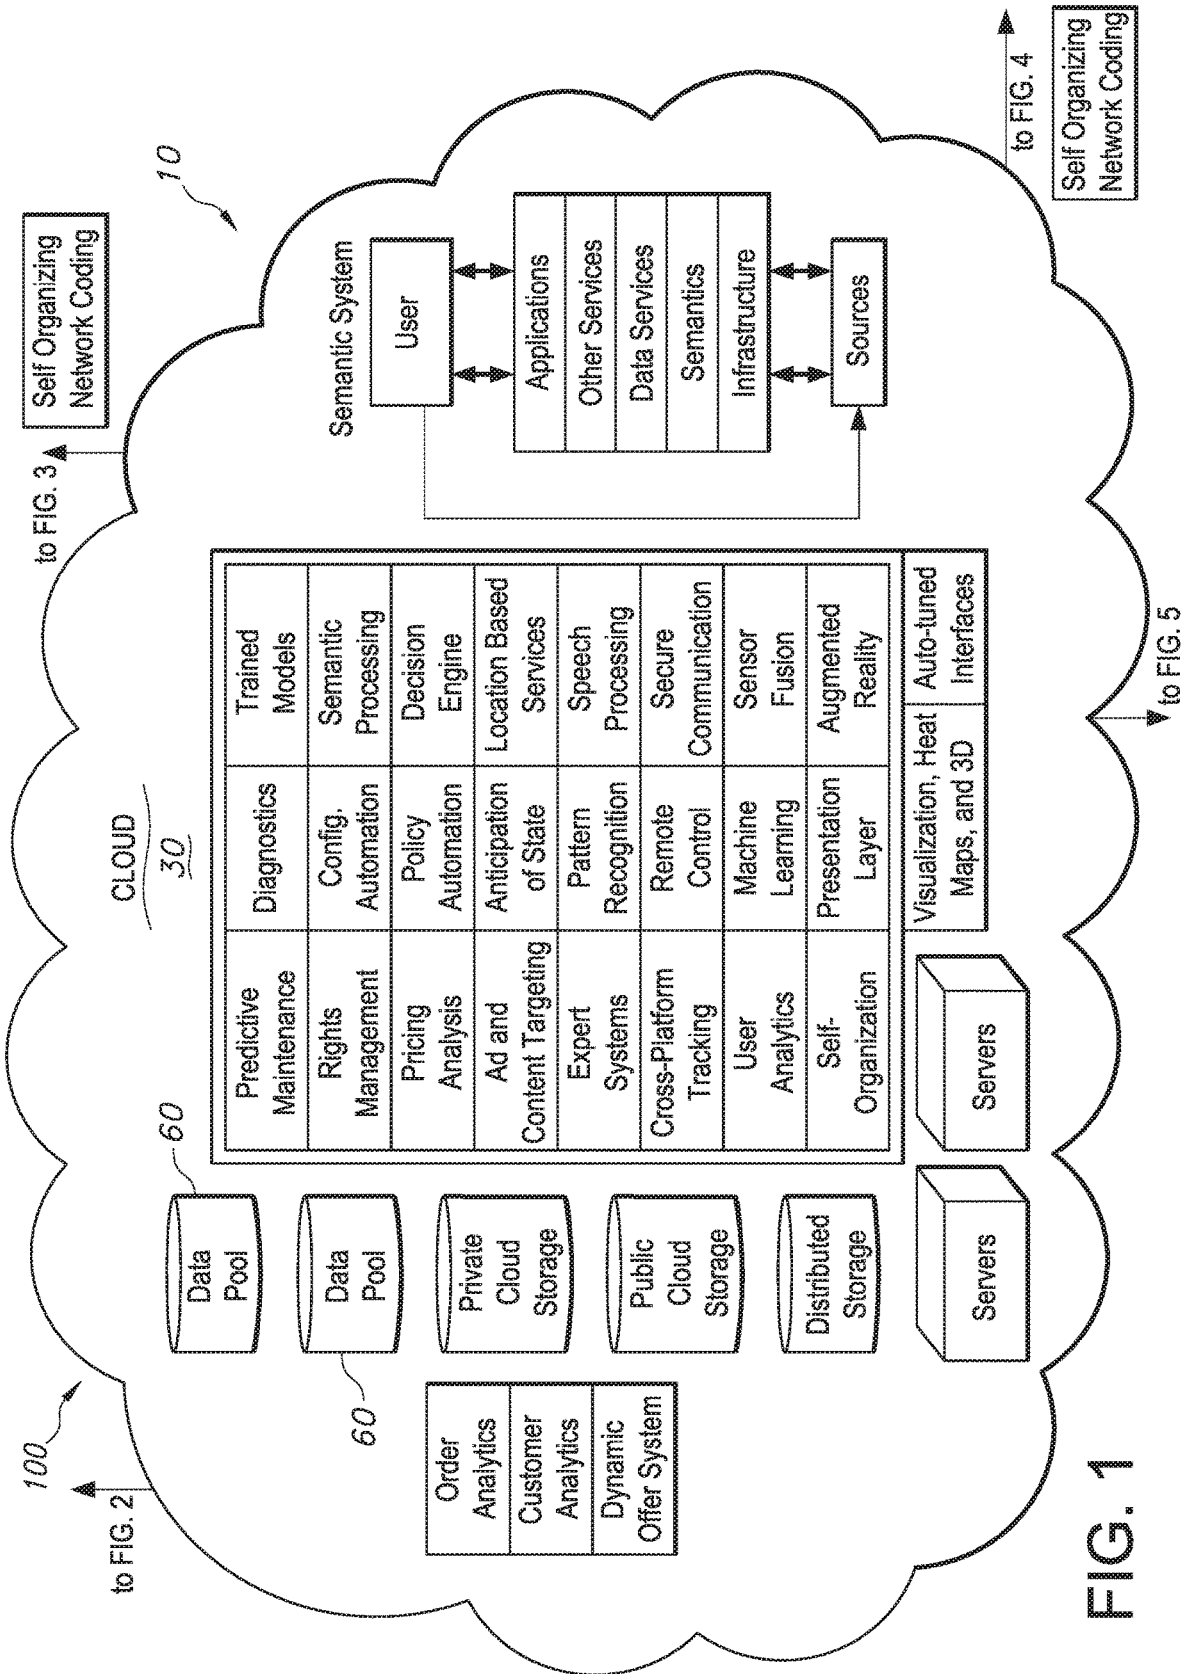 100
to FIG. 2
CLOUD
30
to FIG. 3
Self Organizing
Network Coding
10
Order
Analytics
Customer
Analytics
Dynamic
Offer System
60
Data
Pool
60
Data
Pool
Private
Cloud
Storage
Public
Cloud
Storage
Distributed
Storage
Predictive
Maintenance
Diagnostics
Trained
Models
Rights
Management
Config.
Automation
Semantic
Processing
Pricing
Analysis
Policy
Automation
Decision
Engine
Ad and
Content Targeting
Anticipation
of State
Location Based
Services
Expert
Systems
Pattern
Recognition
Speech
Processing
Cross-Platform
Tracking
Remote
Control
Secure
Communication
User
Analytics
Machine
Learning
Sensor
Fusion
Self-
Organization
Presentation
Layer
Augmented
Reality
Servers
Servers
Visualization, Heat
Maps, and 3D
Auto-tuned
Interfaces
Semantic System
User
Applications
Other Services
Data Services
Semantics
Infrastructure
Sources
to FIG. 4
Self Organizing
Network Coding
to FIG. 5
FIG. 1